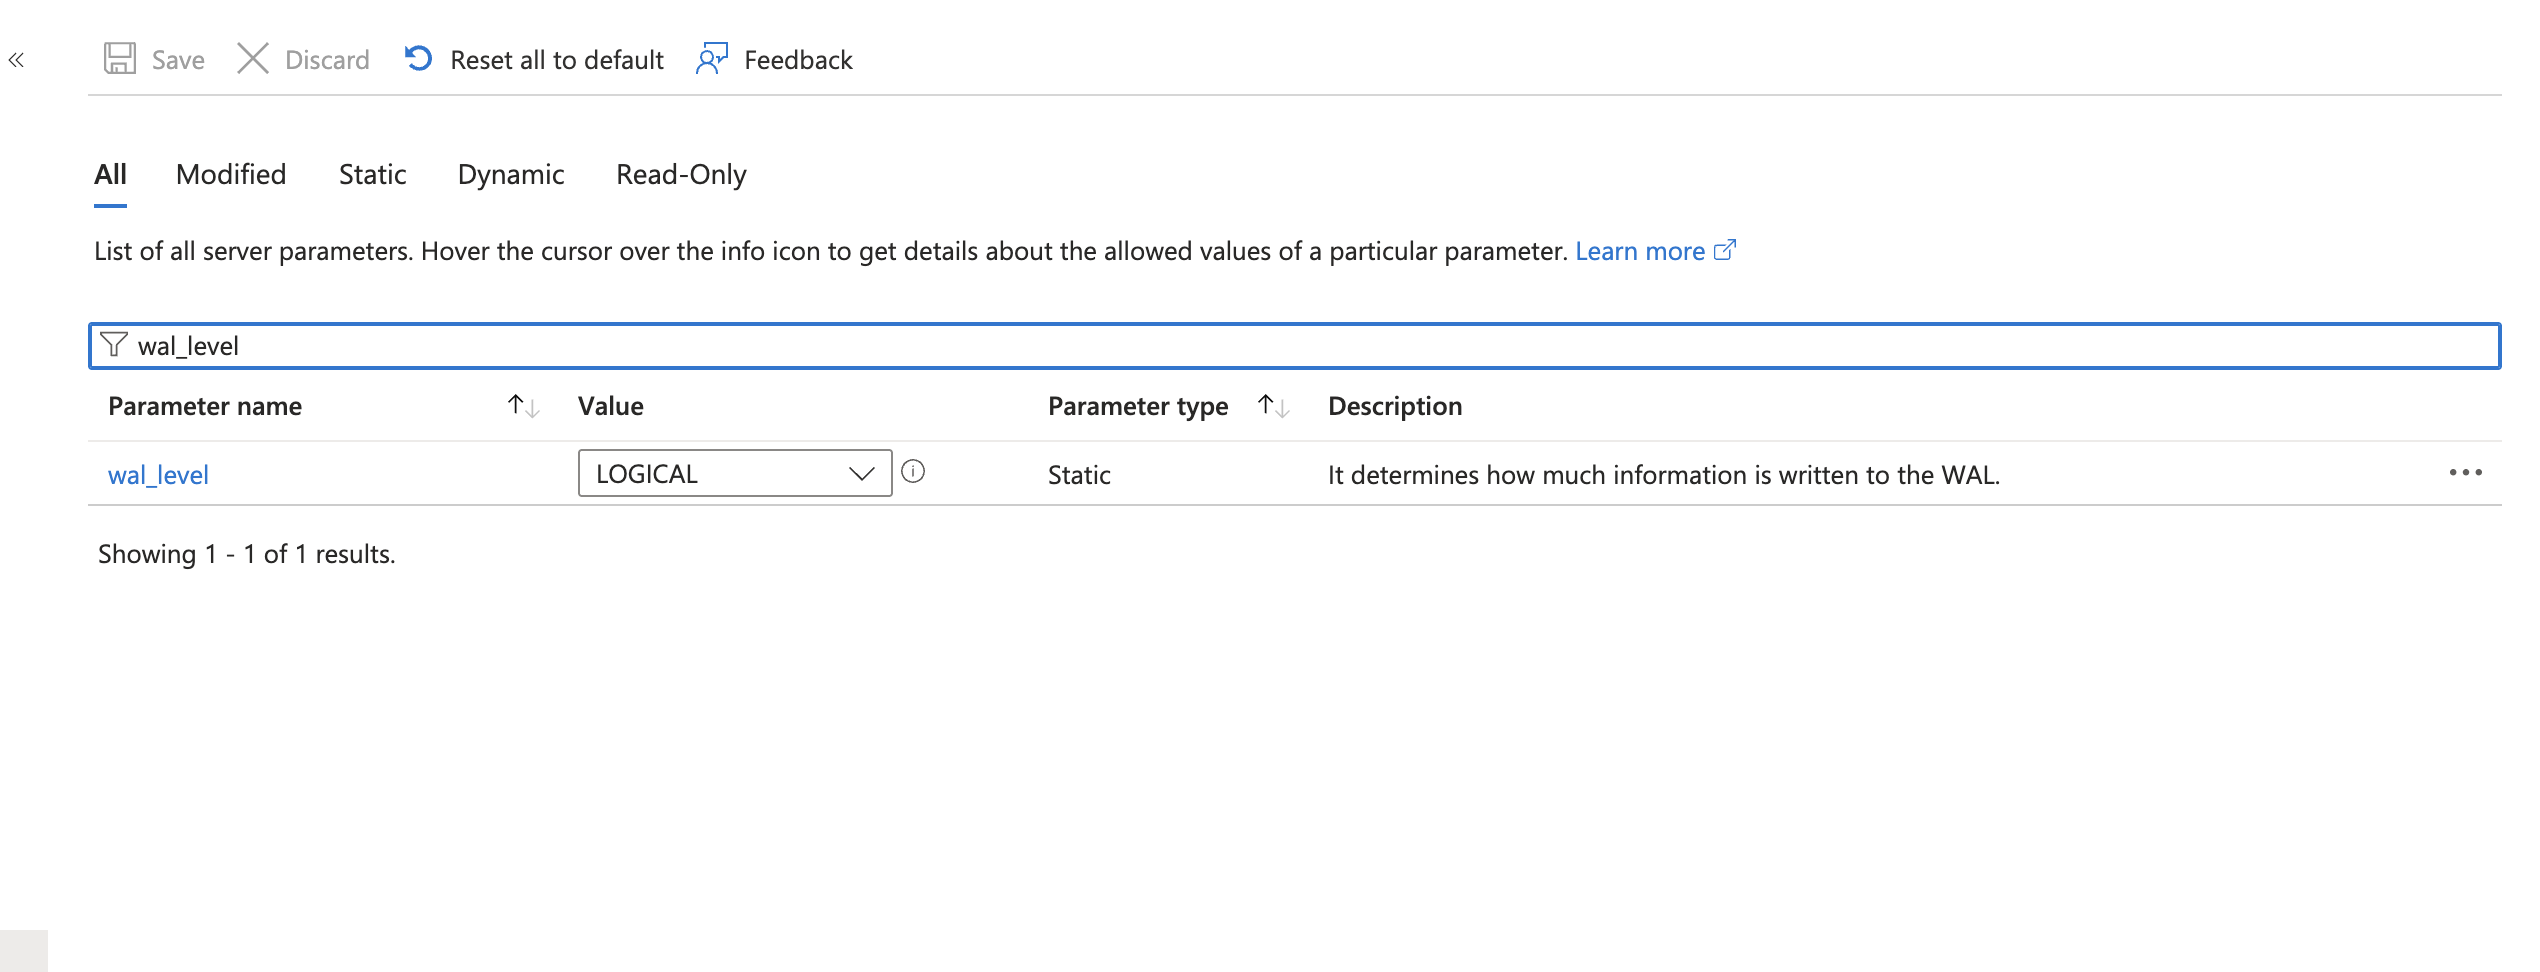 Save Discard Reset all to default Feedback
All Modified Static Dynamic Read-Only
List of all server parameters. Hover the cursor over the info icon to get details about the allowed values of a particular parameter. Learn more
wal_level
Parameter name Value Parameter type Description
wal_level LOGICAL Static It determines how much information is written to the WAL.
Showing 1 - 1 of 1 results.